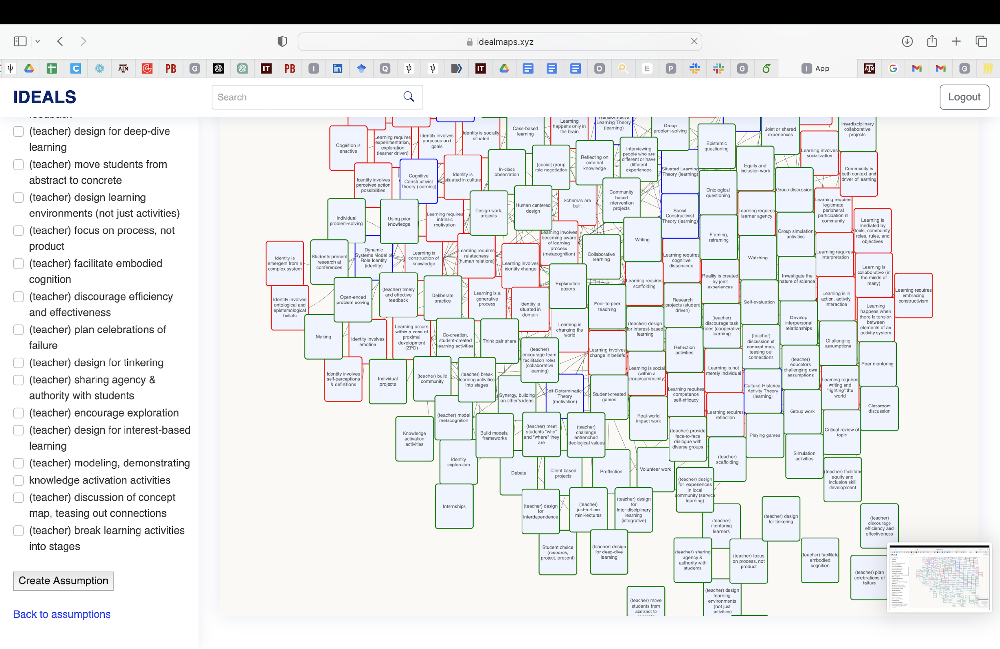 idealmaps.xyz
App
IDEALS
Search
Logout
(teacher) design for deep-dive
learning
(teacher) move students from
abstract to concrete
(teacher) design learning
environments (not just activities)
(teacher) focus on process, not
product
(teacher) facilitate embodied
cognition
(teacher) discourage efficiency
and effectiveness
(teacher) plan celebrations of
failure
(teacher) design for tinkering
(teacher) sharing agency &
authority with students
(teacher) encourage exploration
(teacher) design for interest-based
learning
(teacher) modeling, demonstrating
knowledge activation activities
(teacher) discussion of concept
map, teasing out connections
(teacher) break learning activities
into stages
Create Assumption
Back to assumptions
Case-based
learning
Learning
happens only in
the brain
Transformative
Learning Theory
(learning)
Group
problem-solving
Joint or shared
experiences
Interdisciplinary
collaborative
projects
Cognition is
enactive
Learning requires
experimentation,
exploration
(learner driven)
Identity involves
purposes and
goals
Identity is socially
situated
Epistemic
questioning
Learning involves
socialization
Identity involves
perceived action
possibilities
Cognitive
Constructivist
Theory (learning)
Identity is
situated in culture
In-class
observation
(social) group
role negotiation
Reflecting on
external
knowledge
Interviewing
people who are
different or have
different
experiences
Situated Learning
Theory (learning)
Equity and
inclusion work
Community is
both context and
driver of learning
Individual
problem-solving
Using prior
knowledge
Learning requires
intrinsic
motivation
Design work,
projects
Human centered
design
Schemas are
built
Community
based
intervention
projects
Social
Constructivist
Theory (learning)
Ontological
questioning
Learning requires
learner agency
Group discussion
Learning requires
legitimate
peripheral
participation in
community
Learning is
mediated by
tools, community,
roles, rules, and
objectives
Identity is
emergent from a
complex system
Students present
research at
conferences
Dynamic
Systems Model of
Role Identity
(identity)
Learning is
construction of
knowledge
Learning requires
relatedness
(human relations)
Learning involves
identity change
Learning involves
becoming aware
of learning
process
(metacognition)
Collaborative
learning
Writing
Learning requires
cognitive
dissonance
Framing,
reframing
Watching
Group simulation
activities
Learning requires
interpretation
Learning is
collaborative (in
the minds of
many)
Learning requires
embracing
constructivism
Identity involves
ontological and
epistemological
beliefs
Open-enced
problem solving
(teacher) timely
and effective
feedback
Deliberate
practice
Learning is a
generative
process
Identity is
situated in
domain
Explanation
papers
Peer-to-peer
teaching
Learning requires
scaffolding
Research
projects (student
driven)
Reality is created
by joint
experiences
Self-evaluation
Investigate the
nature of science
Learning is in
action, activity,
interaction
Learning
happens when
there is tension
between
elements of an
activity system
Making
Identity involves
emotion
Learning occurs
within a zone of
proximal
development
(ZPD)
Co-creation,
student-created
learning activities
Think pair share
Learning is
changing the
world
(teacher) design
for interest-based
learning
(teacher)
discourage task
roles (cooperative
learning)
Develop
interpersonal
relationships
Challenging
assumptions
Identity involves
self-perceptions
& definitions
Individual
projects
(teacher) build
community
(teacher) break
learning activities
into stages
(teacher)
encourage team
facilitation roles
(collaborative
learning)
Learning involves
change in beliefs
Reflection
activities
(teacher)
discussion of
concept map,
teasing out
connections
Peer mentoring
Synergy, building
on other's ideas
Self-Determination
Theory
(motivation)
Student-created
games
Learning is social
(within a
group/community)
Learning is not
merely individual
(teacher)
educators
challenging own
assumptions
Learning requires
writing and
"righting" the
world
Learning requires
competence
self-efficacy
Cultural-Historical
Activity Theory
(learning)
Classroom
discussion
Knowledge
activation
activities
(teacher) model
metacognition
Build models,
frameworks
(teacher) meet
students "who"
and "where" they
are
(teacher)
challenge
entrenched
ideological values
Real-world
impact work
Learning requires
reflection
Group work
Critical review of
topic
Identity
exploration
Debate
Client based
projects
Preflection
Volunteer work
(teacher) provide
face-to-face
dialogue with
diverse groups
Playing games
(teacher)
scaffolding
Simulation
activities
(teacher) facilitate
equity and
inclusion skill
development
Internships
(teacher) design
for
interdependence
(teacher)
just-in-time
mini-lectures
(teacher) design
for
inter-disciplinary
learning
(integrative)
(teacher) design
for experiences
in local
community (service
learning)
(teacher)
mentoring
learners
(teacher) design
for tinkering
(teacher)
discourage
efficiency and
effectiveness
Student choice
(research,
project, present)
(teacher) design
for deep-dive
learning
(teacher) sharing
agency &
authority with
students
(teacher) focus
on process, not
product
(teacher) facilitate
embodied
cognition
(teacher) plan
celebrations of
failure
(teacher) move
students from
abstract to
(teacher) design
learning
environments
(not just
activities)